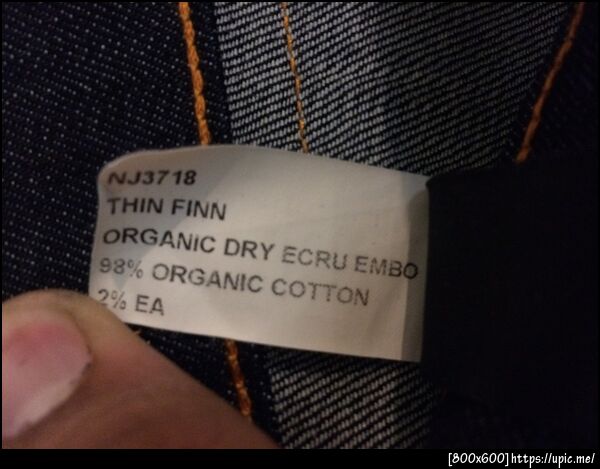 NJ3718
THIN FINN
ORGANIC DRY ECRU EMBO
98% ORGANIC COTTON
2% EA
[800x600]https://upic.me/